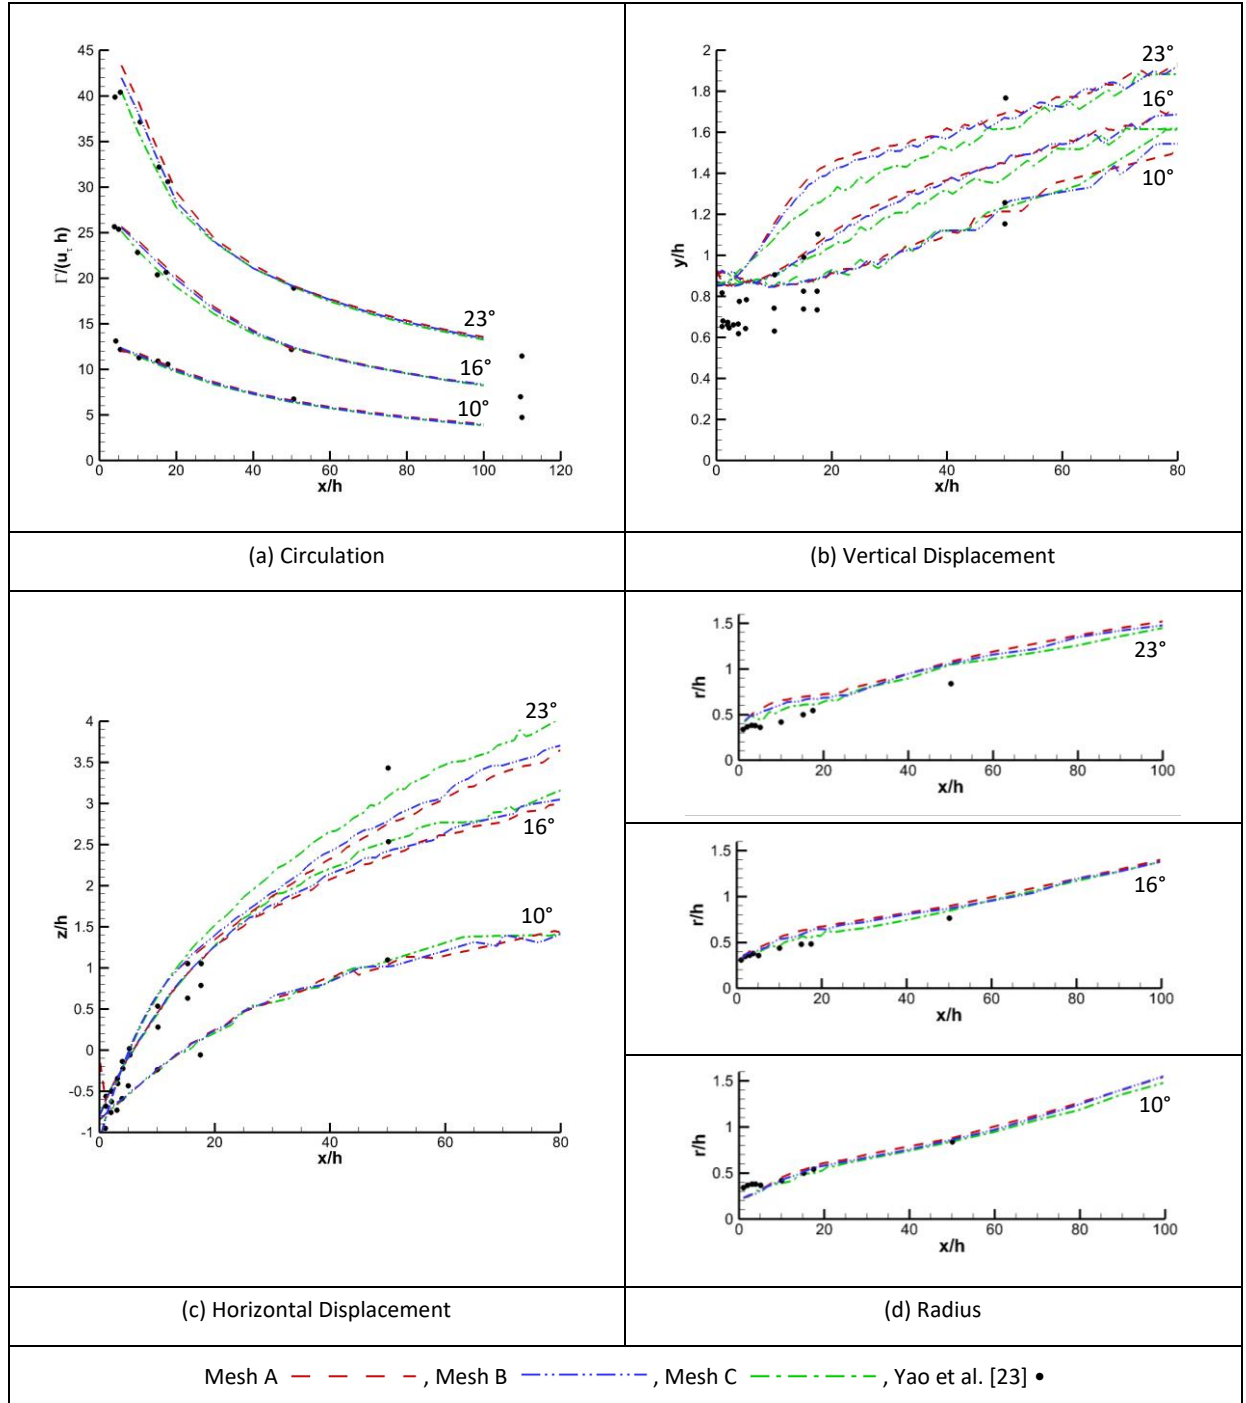 45
40
35
30
25
20
15
10
5
0
Γ/(uτ h)
23°
16°
10°
0 20 40 60 80 100 120
x/h
(a) Circulation
2
1.8
1.6
1.4
1.2
1
0.8
0.6
0.4
0.2
0
y/h
23°
16°
10°
0 20 40 60 80
x/h
(b) Vertical Displacement
4
3.5
3
2.5
2
1.5
1
0.5
0
-0.5
-1
z/h
23°
16°
10°
0 20 40 60 80
x/h
(c) Horizontal Displacement
1.5
1
0.5
0
r/h
23°
0 20 40 60 80 100
x/h
1.5
1
0.5
0
r/h
16°
0 20 40 60 80 100
x/h
1.5
1
0.5
0
r/h
10°
0 20 40 60 80 100
x/h
(d) Radius
Mesh A , Mesh B , Mesh C , Yao et al. [23]